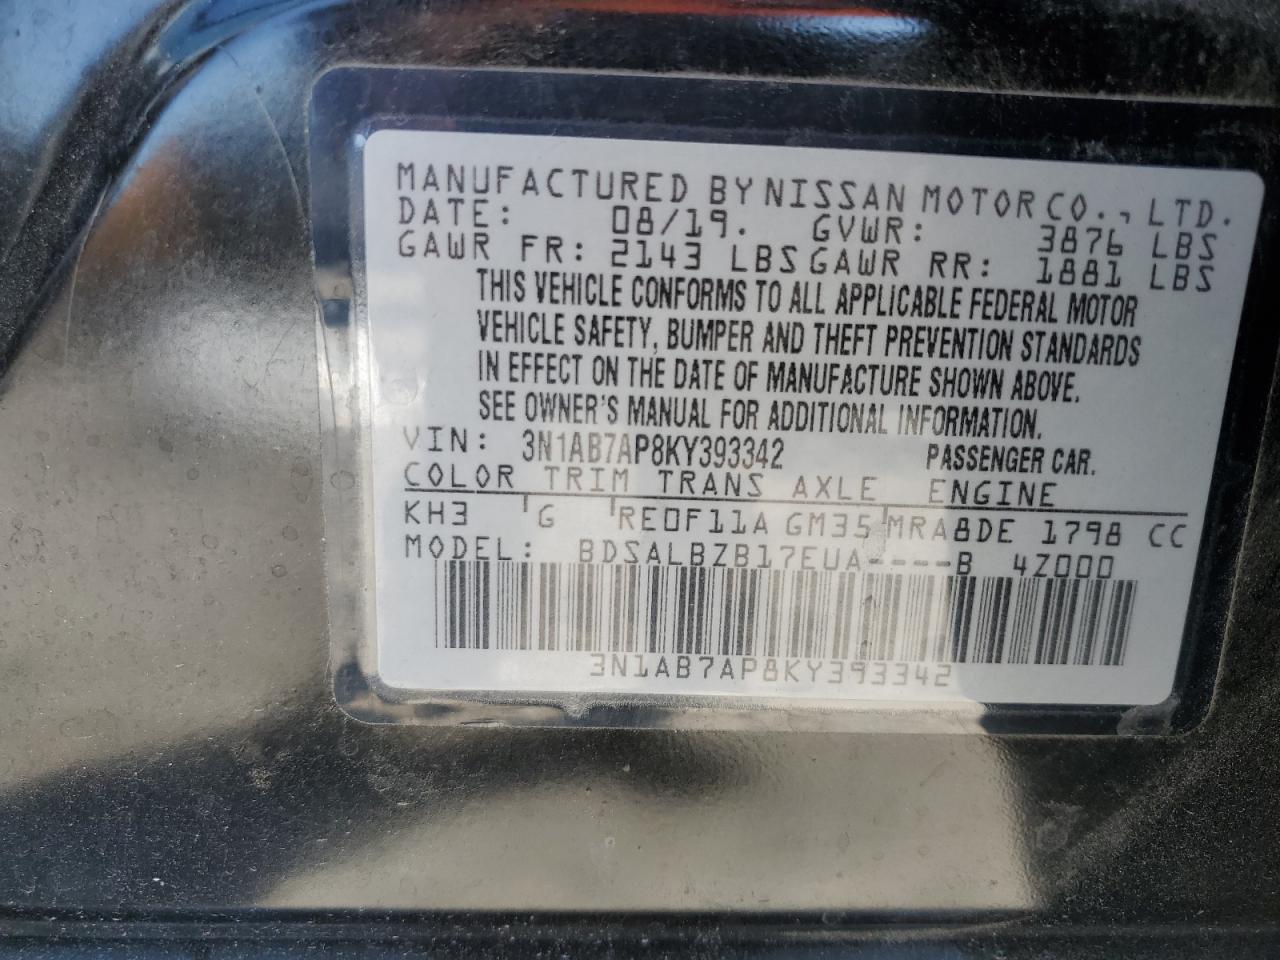 MANUFACTURED BY NISSAN MOTOR CO., LTD.
DATE: 08/19. GVWR: 3876 LBS
GAWR FR: 2143 LBS GAWR RR: 1881 LBS
THIS VEHICLE CONFORMS TO ALL APPLICABLE FEDERAL MOTOR
VEHICLE SAFETY, BUMPER AND THEFT PREVENTION STANDARDS
IN EFFECT ON THE DATE OF MANUFACTURE SHOWN ABOVE.
SEE OWNER'S MANUAL FOR ADDITIONAL INFORMATION.
VIN: 3N1AB7AP8KY393342 PASSENGER CAR.
COLOR TRIM TRANS AXLE ENGINE
KH3 G RE0F11A GM35 MRA8DE 1798 CC
MODEL: BDSALBZB17EUA----B 4Z000
3N1AB7AP8KY393342